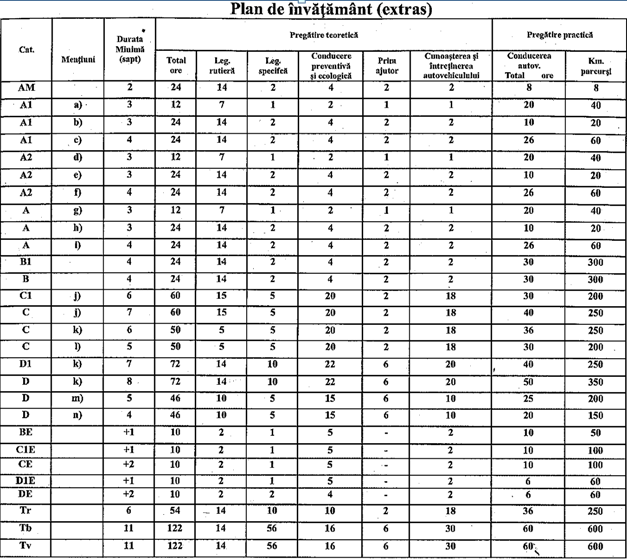 Plan de învăţământ (extras)
Cat. Menţiuni Durata Minimă (sapt) Pregătire teoretică Pregătire practică
Total ore Leg. rutieră Leg. specifcă Conducere preventivă şi ecologică Prim ajutor Cunoaşterea şi întreţinerea autovehiculului Conducerea autov. Total ore Km. parcurşi
AM 2 24 14 2 4 2 2 8 8
A1 a) 3 12 7 1 2 1 1 20 40
A1 b) 3 24 14 2 4 2 2 10 20
A1 c) 4 24 14 2 4 2 2 26 60
A2 d) 3 12 7 1 2 1 1 20 40
A2 e) 3 24 14 2 4 2 2 10 20
A2 f) 4 24 14 2 4 2 2 26 60
A g) 3 12 7 1 2 1 1 20 40
A h) 3 24 14 2 4 2 2 10 20
A i) 4 24 14 2 4 2 2 26 60
B1 4 24 14 2 4 2 2 30 300
B 4 24 14 2 4 2 2 30 300
C1 j) 6 60 15 5 20 2 18 30 200
C j) 7 60 15 5 20 2 18 40 250
C k) 6 50 5 5 20 2 18 36 250
C l) 5 50 5 5 20 2 18 30 200
D1 k) 7 72 14 10 22 6 20 40 250
D k) 8 72 14 10 22 6 20 50 350
D m) 5 46 10 5 15 6 10 25 200
D n) 4 46 10 5 15 6 10 20 150
BE +1 10 2 1 5 - 2 10 50
C1E +1 10 2 1 5 - 2 10 100
CE +2 10 2 1 5 - 2 10 100
D1E +1 10 2 1 5 - 2 6 60
DE +2 10 2 2 4 - 2 6 60
Tr 6 54 14 10 10 2 18 36 250
Tb 11 122 14 56 16 6 30 60 600
Tv 11 122 14 56 16 6 30 60 600